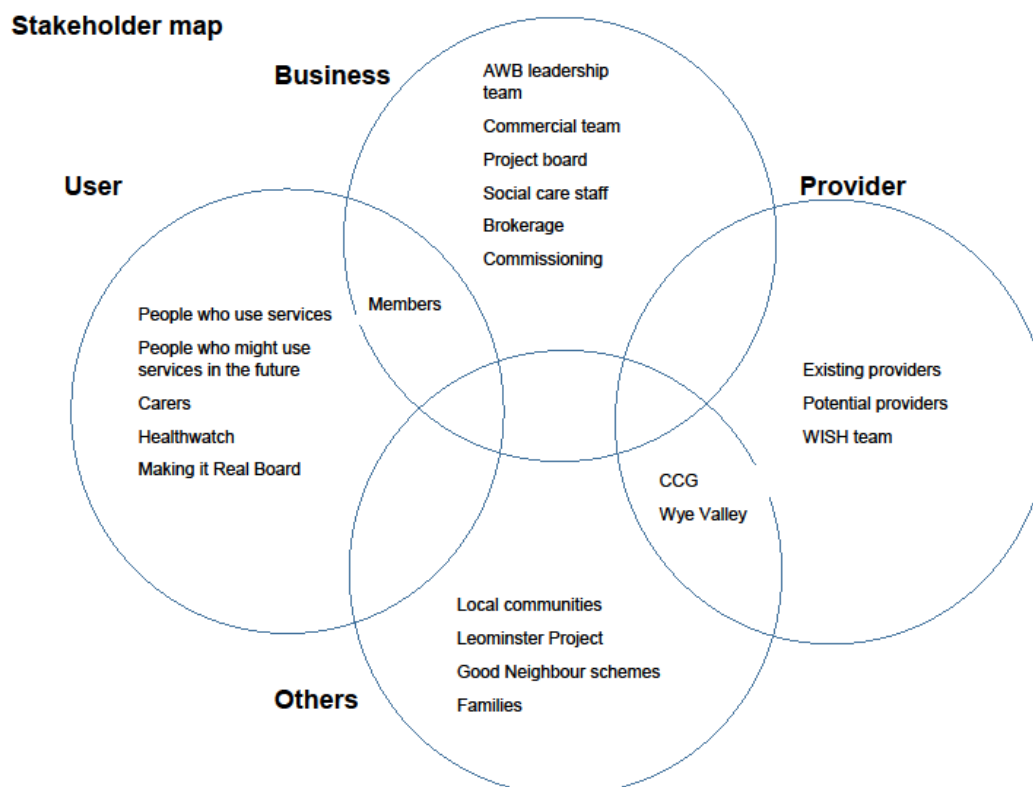 Stakeholder map
Business
AWB leadership
team
Commercial team
Project board
Social care staff
Brokerage
Commissioning
User
People who use services
People who might use
services in the future
Carers
Healthwatch
Making it Real Board
Members
Provider
Existing providers
Potential providers
WISH team
CCG
Wye Valley
Others
Local communities
Leominster Project
Good Neighbour schemes
Families